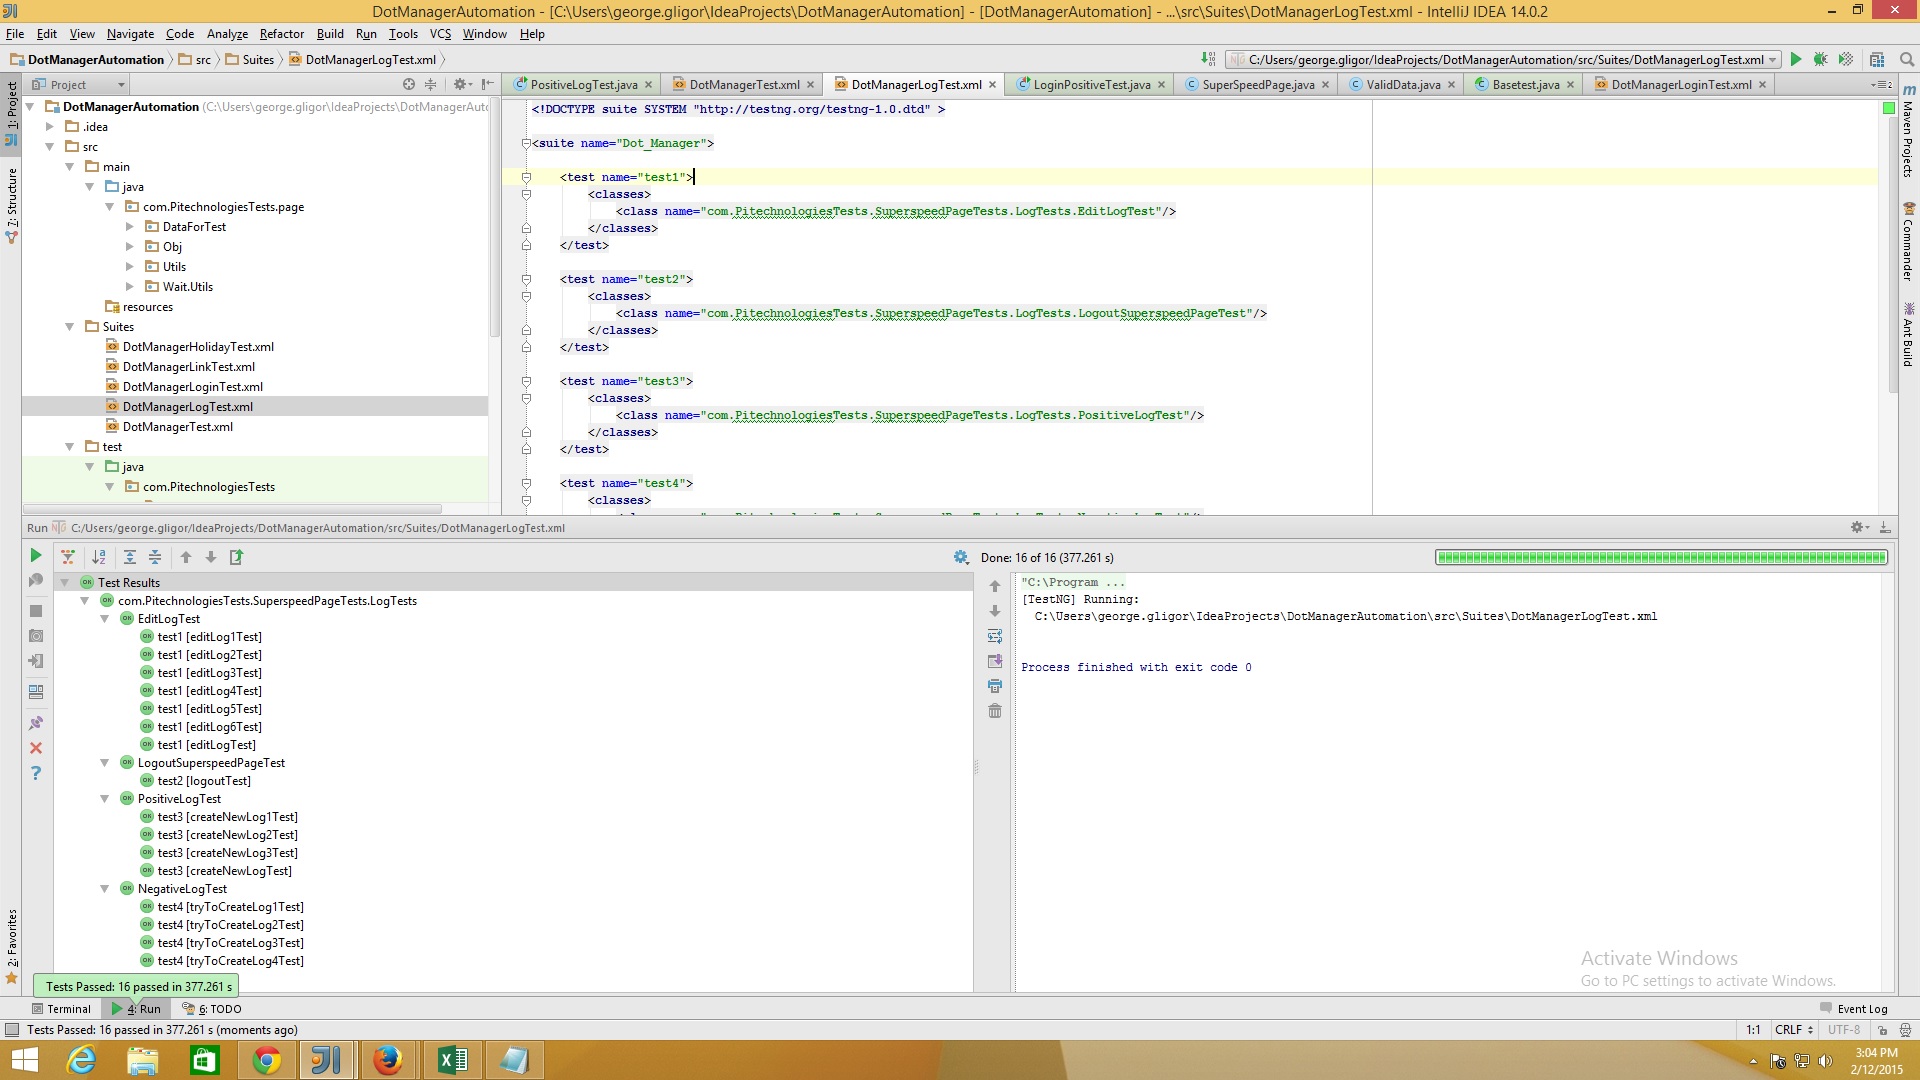 DotManagerAutomation - [C:\Users\george.gligor\IdeaProjects\DotManagerAutomation] - [DotManagerAutomation] - ...\src\Suites\DotManagerLogTest.xml - IntelliJ IDEA 14.0.2
File Edit View Navigate Code Analyze Refactor Build Run Tools VCS Window Help
DotManagerAutomation src Suites DotManagerLogTest.xml
C:/Users/george.gligor/IdeaProjects/DotManagerAutomation/src/Suites/DotManagerLogTest.xml
Project
PositiveLogTest.java DotManagerTest.xml DotManagerLogTest.xml LoginPositiveTest.java SuperSpeedPage.java ValidData.java Basetest.java DotManagerLoginTest.xml
1: Project
7: Structure
2: Favorites
DotManagerAutomation (C:\Users\george.gligor\IdeaProjects\DotManagerAuto
.idea
src
main
java
com.PitechnologiesTests.page
DataForTest
Obj
Utils
Wait.Utils
resources
Suites
DotManagerHolidayTest.xml
DotManagerLinkTest.xml
DotManagerLoginTest.xml
DotManagerLogTest.xml
DotManagerTest.xml
test
java
com.PitechnologiesTests
<!DOCTYPE suite SYSTEM "http://testng.org/testng-1.0.dtd" >
<suite name="Dot_Manager">
<test name="test1">
<classes>
<class name="com.PitechnologiesTests.SuperspeedPageTests.LogTests.EditLogTest"/>
</classes>
</test>
<test name="test2">
<classes>
<class name="com.PitechnologiesTests.SuperspeedPageTests.LogTests.LogoutSuperspeedPageTest"/>
</classes>
</test>
<test name="test3">
<classes>
<class name="com.PitechnologiesTests.SuperspeedPageTests.LogTests.PositiveLogTest"/>
</classes>
</test>
<test name="test4">
<classes>
Maven Projects
Commander
Ant Build
Run C:/Users/george.gligor/IdeaProjects/DotManagerAutomation/src/Suites/DotManagerLogTest.xml
Done: 16 of 16 (377.261 s)
Test Results
com.PitechnologiesTests.SuperspeedPageTests.LogTests
EditLogTest
test1 [editLog1Test]
test1 [editLog2Test]
test1 [editLog3Test]
test1 [editLog4Test]
test1 [editLog5Test]
test1 [editLog6Test]
test1 [editLogTest]
LogoutSuperspeedPageTest
test2 [logoutTest]
PositiveLogTest
test3 [createNewLog1Test]
test3 [createNewLog2Test]
test3 [createNewLog3Test]
test3 [createNewLogTest]
NegativeLogTest
test4 [tryToCreateLog1Test]
test4 [tryToCreateLog2Test]
test4 [tryToCreateLog3Test]
test4 [tryToCreateLog4Test]
"C:\Program ...
[TestNG] Running:
C:\Users\george.gligor\IdeaProjects\DotManagerAutomation\src\Suites\DotManagerLogTest.xml
Process finished with exit code 0
Activate Windows
Go to PC settings to activate Windows.
Tests Passed: 16 passed in 377.261 s
Terminal 4: Run 6: TODO Event Log
Tests Passed: 16 passed in 377.261 s (moments ago) 1:1 CRLF UTF-8
3:04 PM
2/12/2015